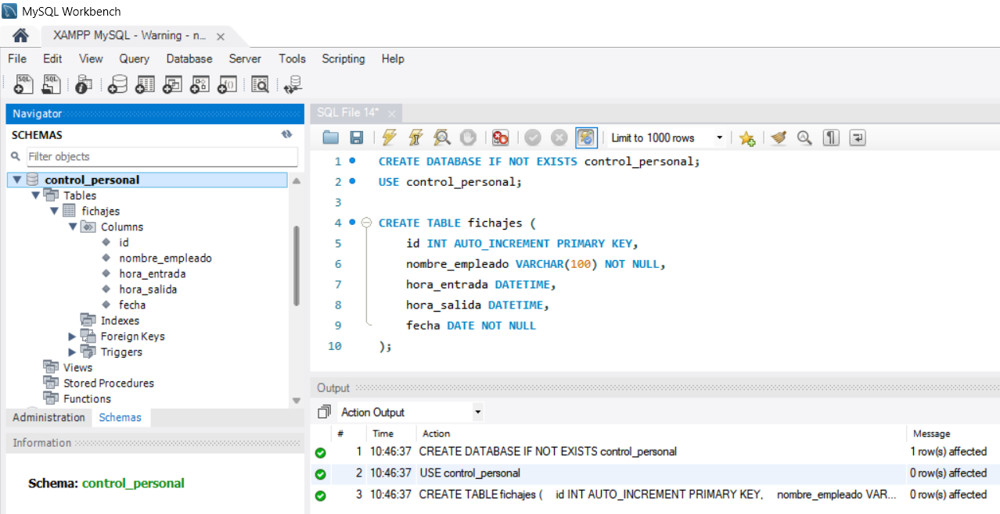 MySQL Workbench
XAMPP MySQL - Warning - n...
File Edit View Query Database Server Tools Scripting Help
Navigator
SCHEMAS
Filter objects
control_personal
Tables
fichajes
Columns
id
nombre_empleado
hora_entrada
hora_salida
fecha
Indexes
Foreign Keys
Triggers
Views
Stored Procedures
Functions
Administration Schemas
Information
Schema: control_personal
SQL File 14*
Limit to 1000 rows
1 CREATE DATABASE IF NOT EXISTS control_personal;
2 USE control_personal;
3
4 CREATE TABLE fichajes (
5 id INT AUTO_INCREMENT PRIMARY KEY,
6 nombre_empleado VARCHAR(100) NOT NULL,
7 hora_entrada DATETIME,
8 hora_salida DATETIME,
9 fecha DATE NOT NULL
10 );
Output
Action Output
# Time Action Message
1 10:46:37 CREATE DATABASE IF NOT EXISTS control_personal 1 row(s) affected
2 10:46:37 USE control_personal 0 row(s) affected
3 10:46:37 CREATE TABLE fichajes ( id INT AUTO_INCREMENT PRIMARY KEY, nombre_empleado VAR... 0 row(s) affected